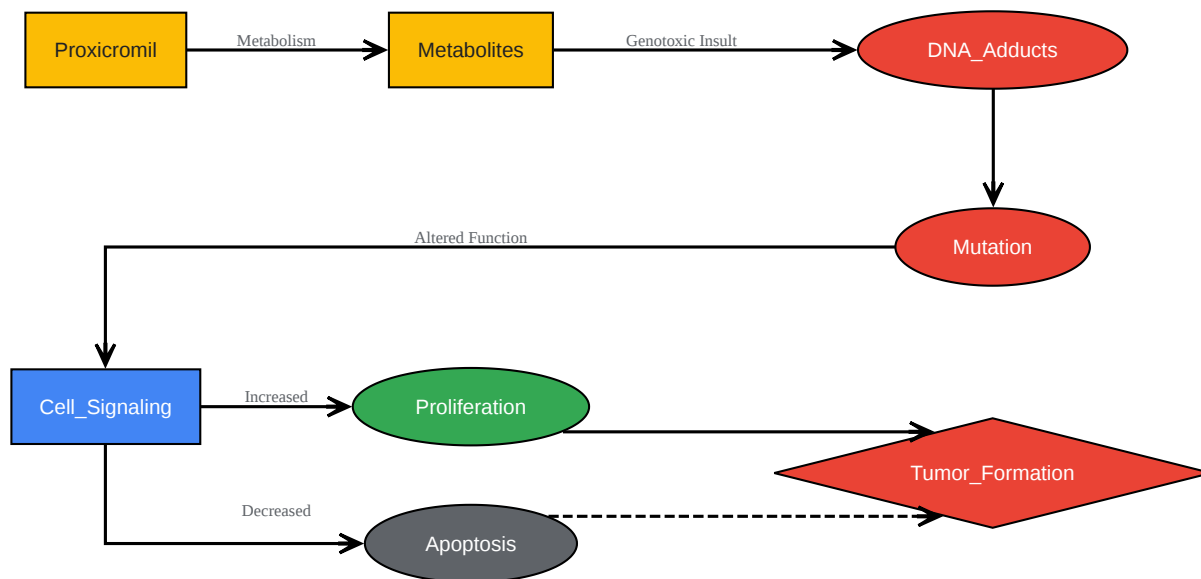 Proxicromil
Metabolism
Metabolites
Genotoxic Insult
DNA_Adducts
Mutation
Altered Function
Cell_Signaling
Increased
Proliferation
Tumor_Formation
Decreased
Apoptosis